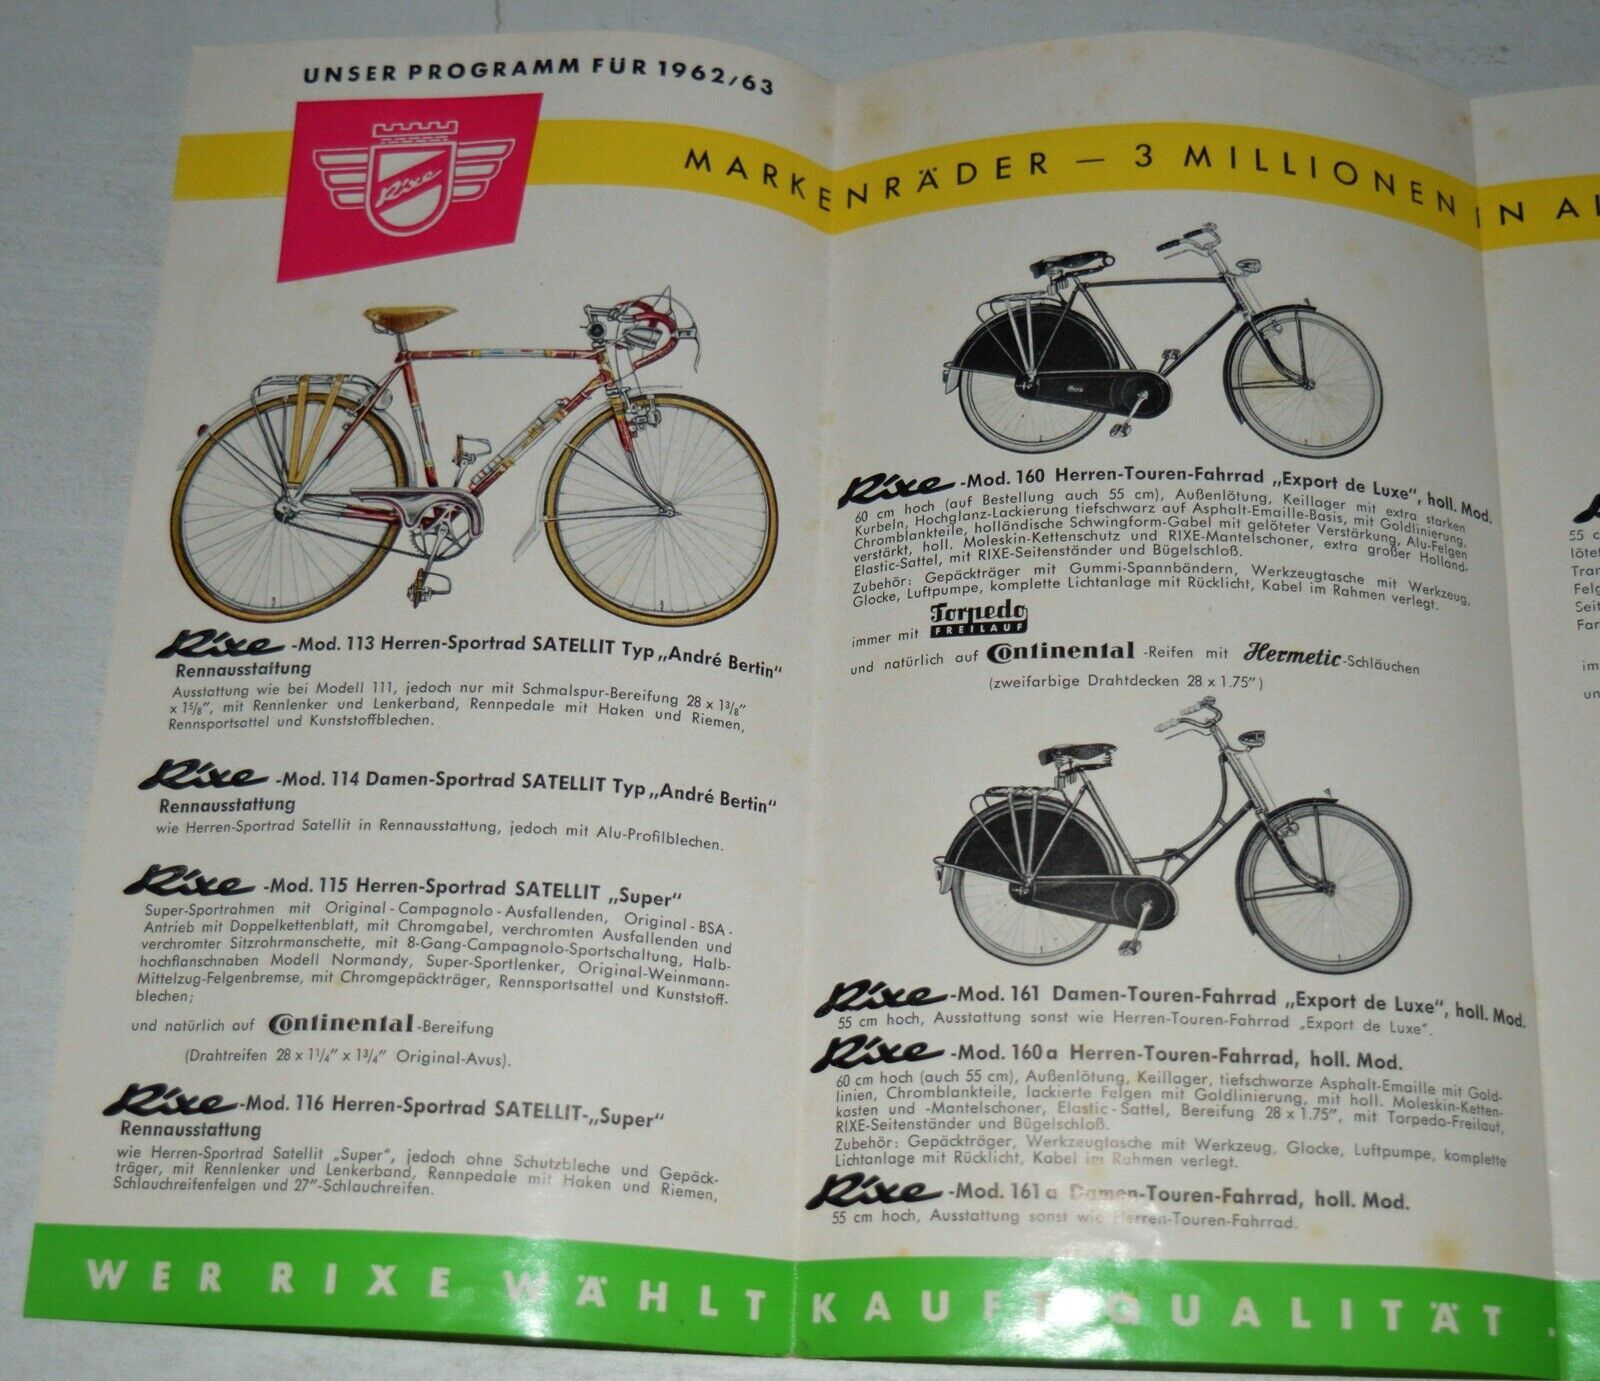 UNSER PROGRAMM FÜR 1962/63
Rixe
MARKENRÄDER — 3 MILLIONEN IN AL
Rixe -Mod. 113 Herren-Sportrad SATELLIT Typ „André Bertin"
Rennausstattung
Ausstattung wie bei Modell 111, jedoch nur mit Schmalspur-Bereifung 28 x 1³/₈"
x 1⁵/₈", mit Rennlenker und Lenkerband, Rennpedale mit Haken und Riemen,
Rennsportsattel und Kunststoffblechen.
Rixe -Mod. 114 Damen-Sportrad SATELLIT Typ „André Bertin"
Rennausstattung
wie Herren-Sportrad Satellit in Rennausstattung, jedoch mit Alu-Profilblechen.
Rixe -Mod. 115 Herren-Sportrad SATELLIT „Super"
Super-Sportrahmen mit Original-Campagnolo-Ausfallenden, Original-BSA-
Antrieb mit Doppelkettenblatt, mit Chromgabel, verchromten Ausfallenden und
verchromter Sitzrohrmanschette, mit 8-Gang-Campagnolo-Sportschaltung, Halb-
hochflanschnaben Modell Normandy, Super-Sportlenker, Original-Weinmann-
Mittelzug-Felgenbremse, mit Chromgepäckträger, Rennsportsattel und Kunststoff-
blechen;
und natürlich auf Continental-Bereifung
(Drahtreifen 28 x 1¹/₄" x 1³/₄" Original-Avus).
Rixe -Mod. 116 Herren-Sportrad SATELLIT-„Super"
Rennausstattung
wie Herren-Sportrad Satellit „Super", jedoch ohne Schutzbleche und Gepäck-
träger, mit Rennlenker und Lenkerband, Rennpedale mit Haken und Riemen,
Schlauchreifenfelgen und 27"-Schlauchreifen.
Rixe -Mod. 160 Herren-Touren-Fahrrad „Export de Luxe", holl. Mod.
60 cm hoch (auf Bestellung auch 55 cm), Außenlötung, Keillager mit extra starken
Kurbeln, Hochglanz-Lackierung tiefschwarz auf Asphalt-Emaille-Basis, mit Goldlinierung,
Chromblankteile, holländische Schwingform-Gabel mit gelöteter Verstärkung, Alu-Felgen
verstärkt, holl. Moleskin-Kettenschutz und RIXE-Mantelschoner, extra großer Holland-
Elastic-Sattel, mit RIXE-Seitenständer und Bügelschloß.
Zubehör: Gepäckträger mit Gummi-Spannbändern, Werkzeugtasche mit Werkzeug,
Glocke, Luftpumpe, komplette Lichtanlage mit Rücklicht, Kabel im Rahmen verlegt.
immer mit Torpedo FREILAUF
und natürlich auf Continental -Reifen mit Hermetic-Schläuchen
(zweifarbige Drahtdecken 28 x 1.75")
Rixe -Mod. 161 Damen-Touren-Fahrrad „Export de Luxe", holl. Mod.
55 cm hoch, Ausstattung sonst wie Herren-Touren-Fahrrad „Export de Luxe".
Rixe -Mod. 160a Herren-Touren-Fahrrad, holl. Mod.
60 cm hoch (auch 55 cm), Außenlötung, Keillager, tiefschwarze Asphalt-Emaille mit Gold-
linien, Chromblankteile, lackierte Felgen mit Goldlinierung, mit holl. Moleskin-Ketten-
kasten und -Mantelschoner, Elastic-Sattel, Bereifung 28 x 1.75", mit Torpedo-Freilaut,
RIXE-Seitenständer und Bügelschloß.
Zubehör: Gepäckträger, Werkzeugtasche mit Werkzeug, Glocke, Luftpumpe, komplette
Lichtanlage mit Rücklicht, Kabel im Rahmen verlegt.
Rixe -Mod. 161a Damen-Touren-Fahrrad, holl. Mod.
55 cm hoch, Ausstattung sonst wie Herren-Touren-Fahrrad.
55 c
löte
Tran
Felg
Seit
Far
im
un
WER RIXE WÄHLT KAUFT QUALITÄT .